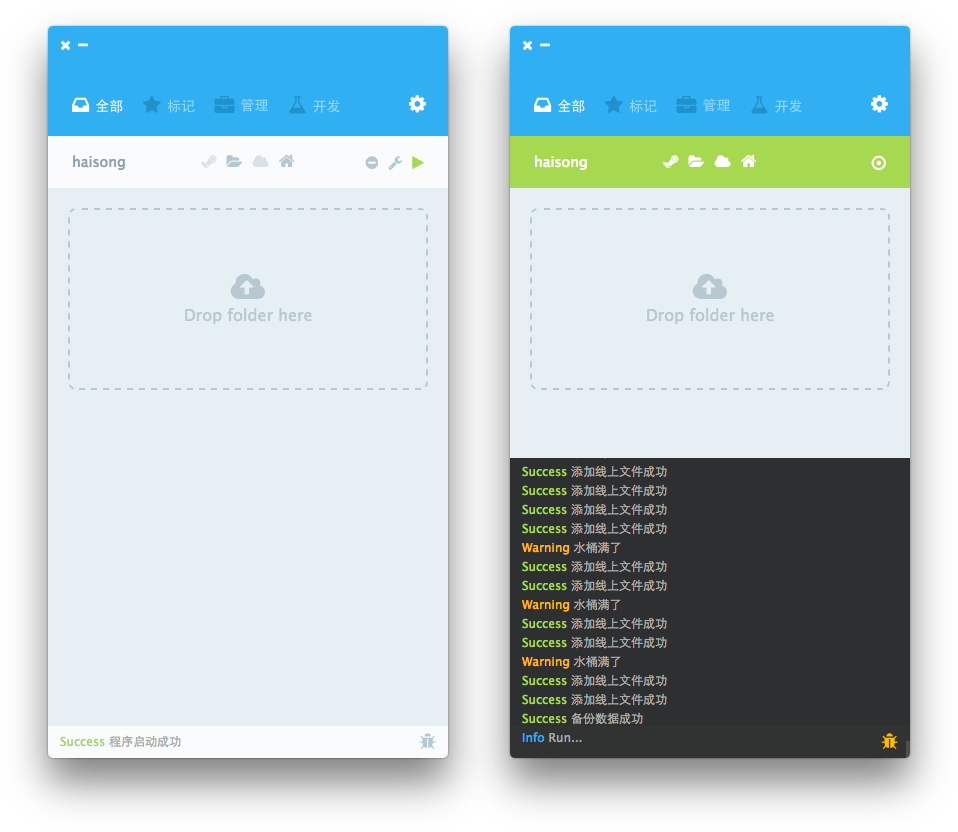 全部 标记 管理 开发
haisong
Drop folder here
Success 程序启动成功
全部 标记 管理 开发
haisong
Drop folder here
Success 添加线上文件成功
Success 添加线上文件成功
Success 添加线上文件成功
Success 添加线上文件成功
Warning 水桶满了
Success 添加线上文件成功
Success 添加线上文件成功
Warning 水桶满了
Success 添加线上文件成功
Success 添加线上文件成功
Warning 水桶满了
Success 添加线上文件成功
Success 添加线上文件成功
Success 备份数据成功
Info Run...